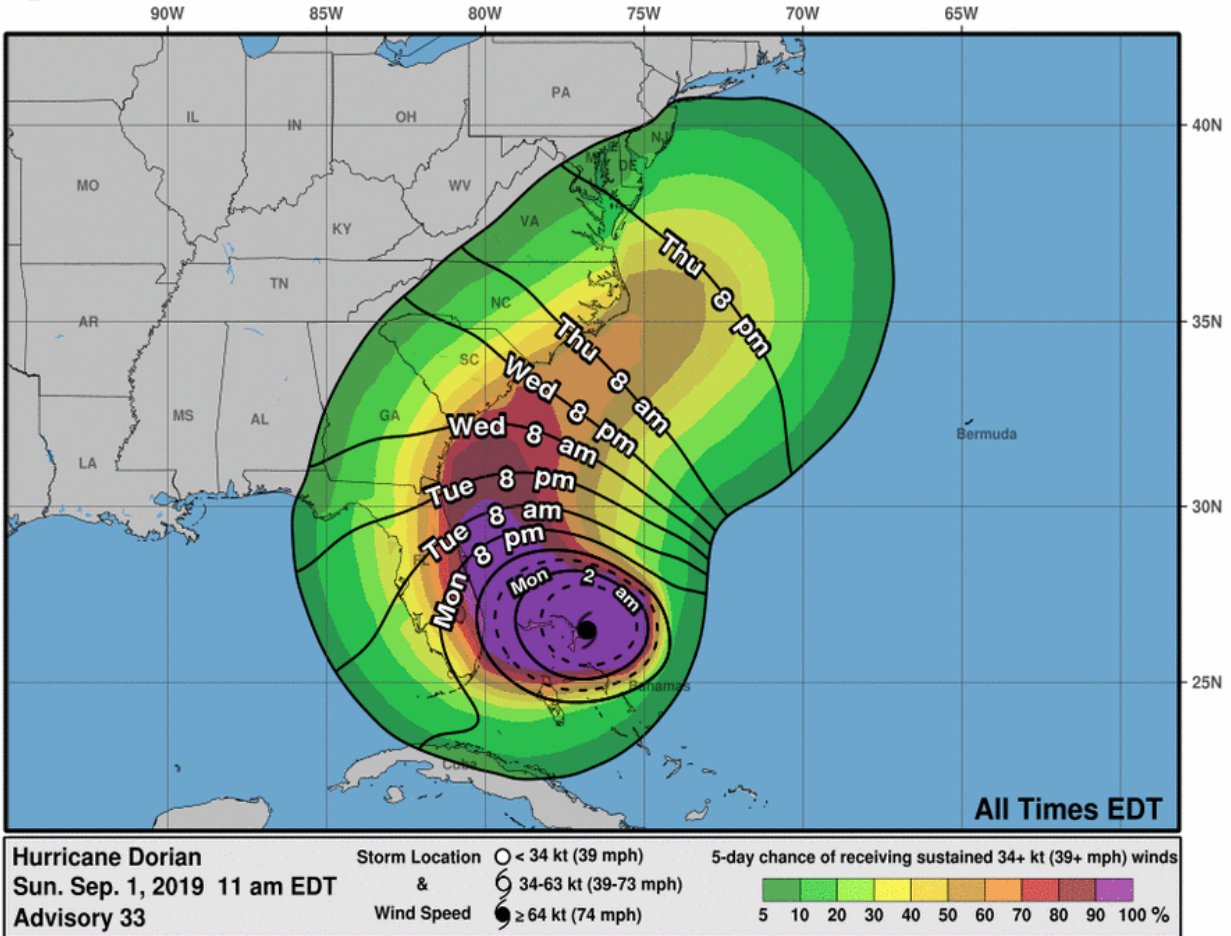 90W 85W 80W 75W 70W 65W
PA
IL
IN
OH
40N
NJ
DE
MO
WV
VA
KY
Thu 8 pm
TN
NC
AR
35N
Thu 8 am
SC
Wed 8 pm
GA
MS
AL
Wed 8 am
Bermuda
LA
Tue 8 pm
30N
Tue 8 am
FL
Mon 8 pm
Mon 2 am
25N
Bahamas
Cuba
All Times EDT
Hurricane Dorian
Sun. Sep. 1, 2019 11 am EDT
Advisory 33
Storm Location
&
Wind Speed
< 34 kt (39 mph)
34-63 kt (39-73 mph)
≥ 64 kt (74 mph)
5-day chance of receiving sustained 34+ kt (39+ mph) winds
5 10 20 30 40 50 60 70 80 90 100 %